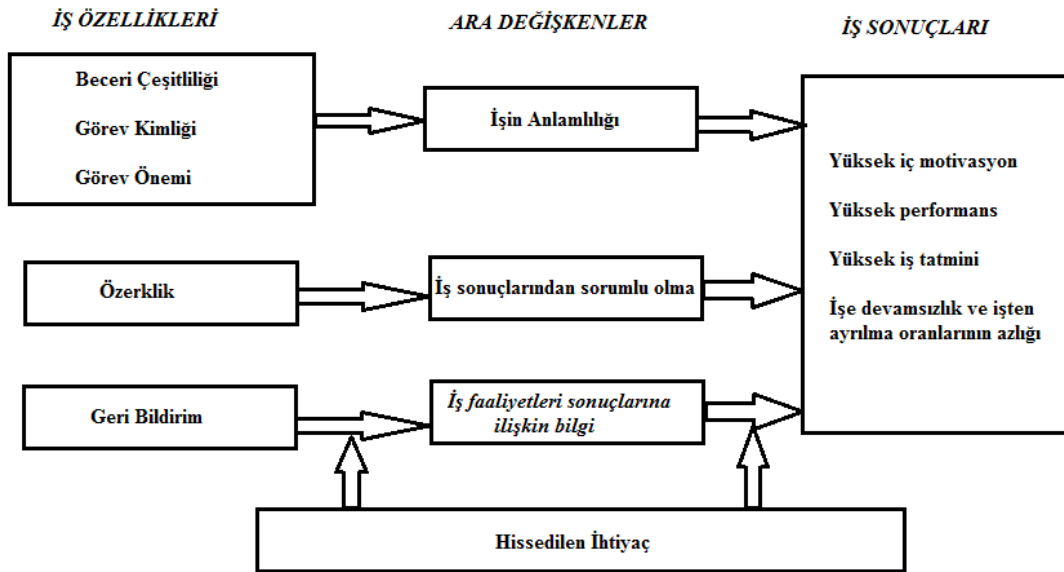 İŞ ÖZELLİKLERİ
ARA DEĞİŞKENLER
İŞ SONUÇLARI
Beceri Çeşitliliği
Görev Kimliği
Görev Önemi
İşin Anlamlılığı
Yüksek iç motivasyon
Yüksek performans
Yüksek iş tatmini
İşe devamsızlık ve işten
ayrılma oranlarının azlığı
Özerklik
İş sonuçlarından sorumlu olma
Geri Bildirim
İş faaliyetleri sonuçlarına
ilişkin bilgi
Hissedilen İhtiyaç